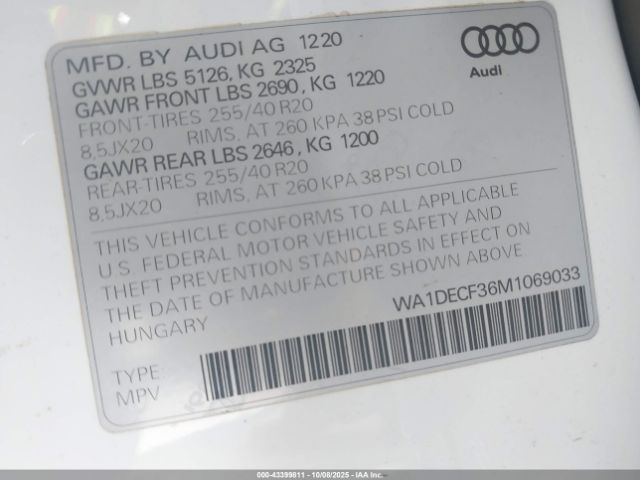 MFD. BY AUDI AG 1220
GVWR LBS 5126, KG 2325
GAWR FRONT LBS 2690, KG 1220
FRONT-TIRES 255/40 R20
8,5JX20 RIMS, AT 260 KPA 38 PSI COLD
GAWR REAR LBS 2646, KG 1200
REAR-TIRES 255/40 R20
8,5JX20 RIMS, AT 260 KPA 38 PSI COLD
Audi
THIS VEHICLE CONFORMS TO ALL APPLICABLE
U.S. FEDERAL MOTOR VEHICLE SAFETY AND
THEFT PREVENTION STANDARDS IN EFFECT ON
THE DATE OF MANUFACTURE SHOWN ABOVE
HUNGARY
WA1DECF36M1069033
TYPE:
MPV
000-43399811 - 10/08/2025 - IAA Inc.